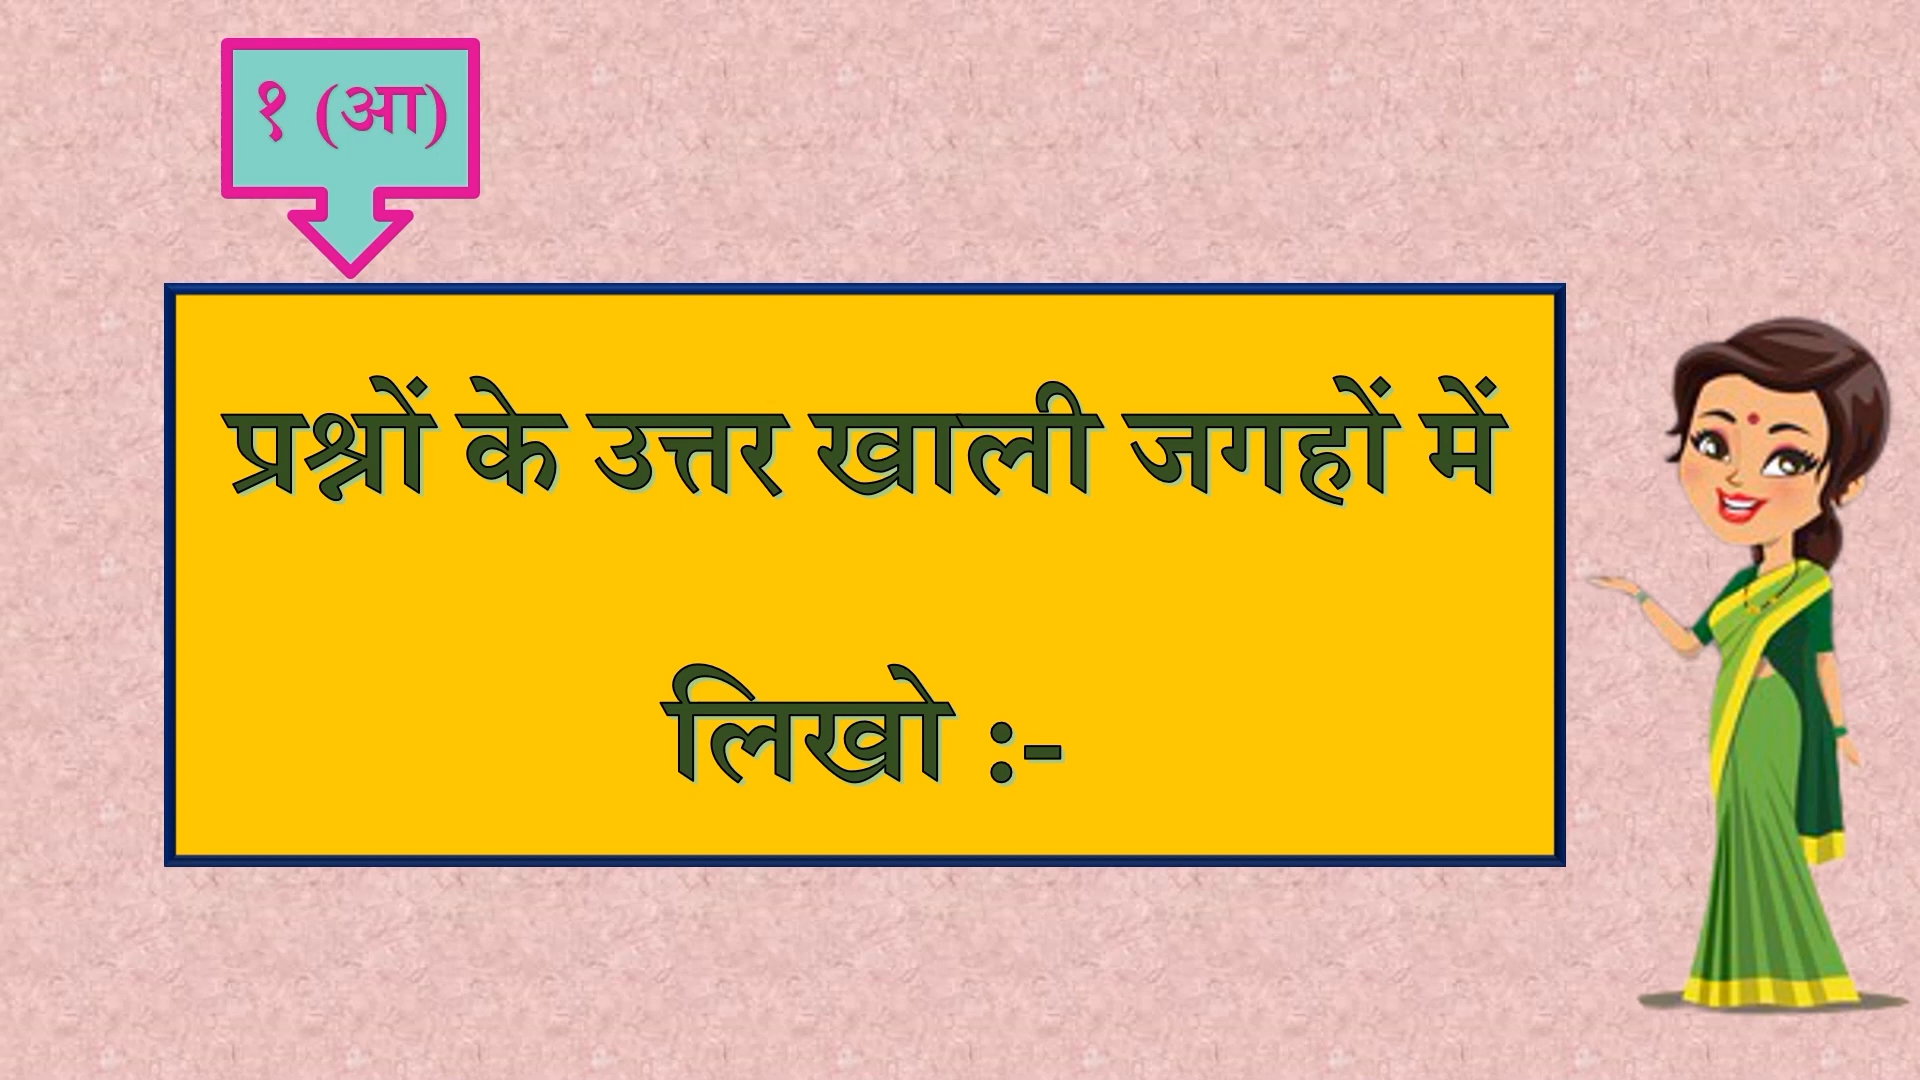 १ (आ)
प्रश्नों के उत्तर खाली जगहों में
लिखो :-